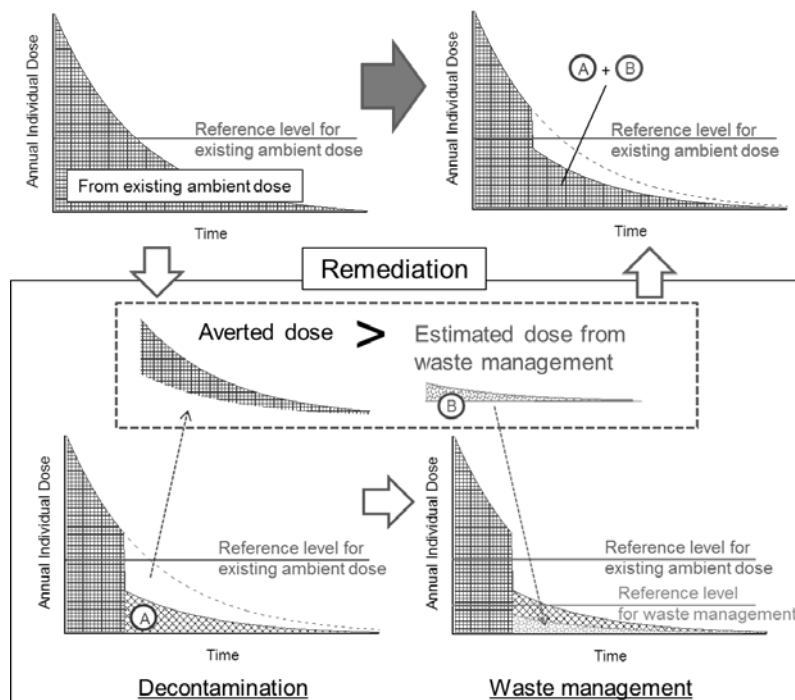 Annual Individual Dose
Reference level for
existing ambient dose
From existing ambient dose
Time
Annual Individual Dose
A + B
Reference level for
existing ambient dose
Time
Remediation
Averted dose > Estimated dose from
waste management
B
Annual Individual Dose
Reference level for
existing ambient dose
A
Time
Decontamination
Annual Individual Dose
Reference level for
existing ambient dose
Reference level
for waste management
Time
Waste management